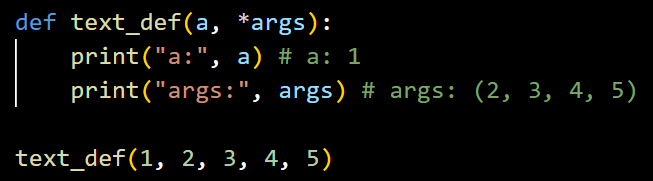 def text_def(a, *args):
    print("a:", a) # a: 1
    print("args:", args) # args: (2, 3, 4, 5)

text_def(1, 2, 3, 4, 5)